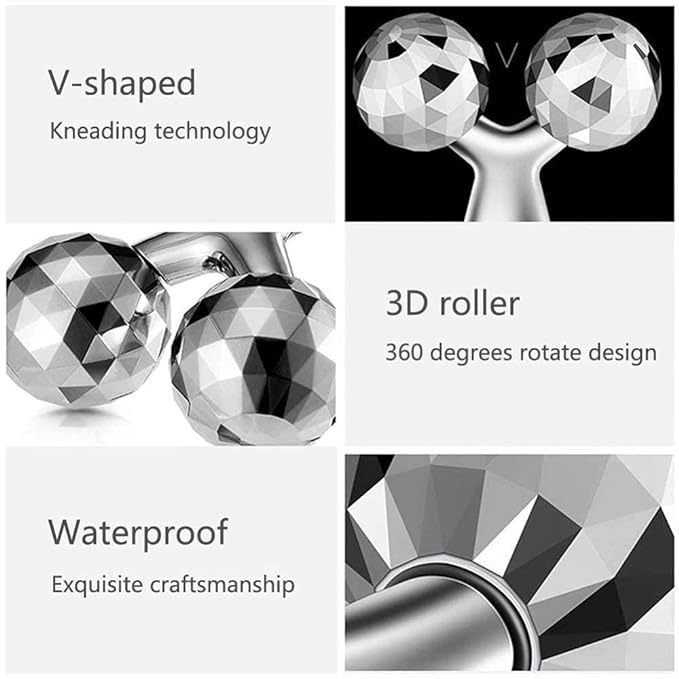 V-shaped
Kneading technology
V
3D roller
360 degrees rotate design
Waterproof
Exquisite craftsmanship